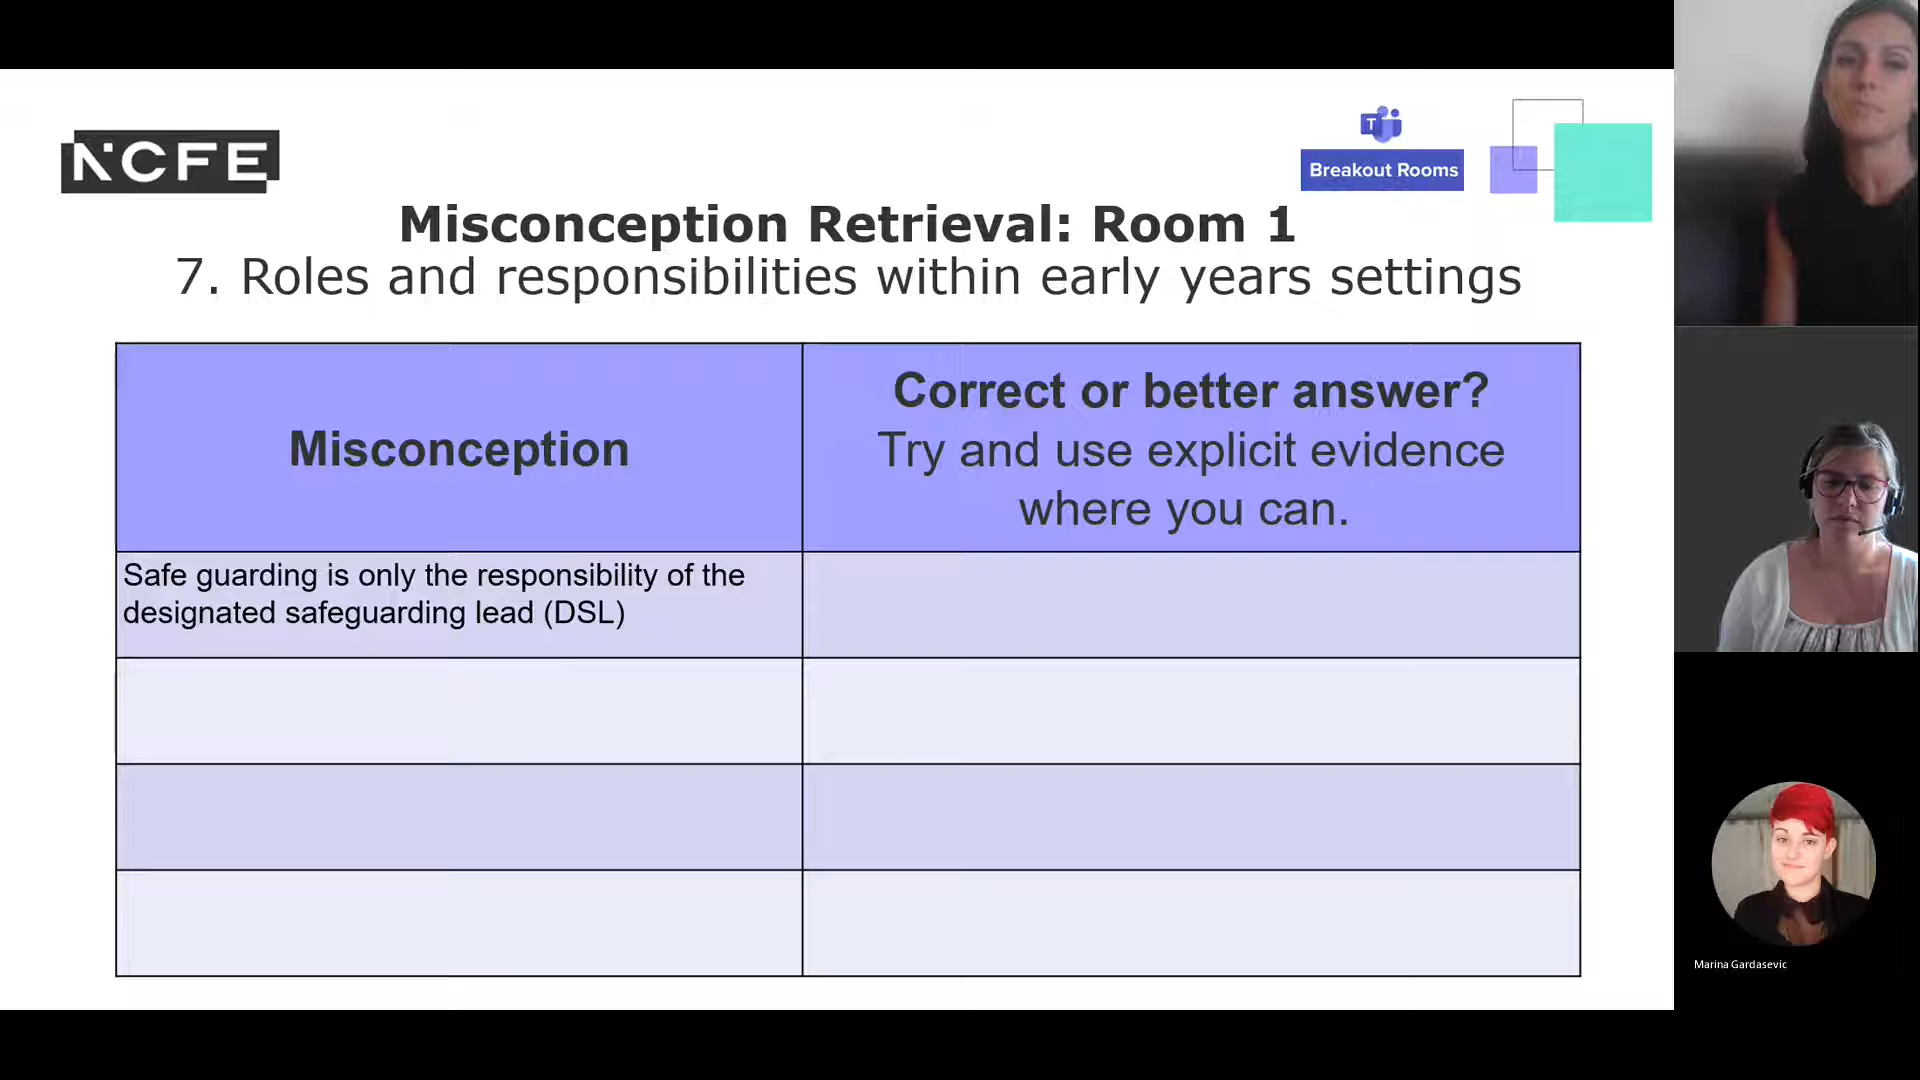 NCFE
T
Breakout Rooms
Misconception Retrieval: Room 1
7. Roles and responsibilities within early years settings
Misconception
Correct or better answer?
Try and use explicit evidence
where you can.
Safe guarding is only the responsibility of the
designated safeguarding lead (DSL)
Marina Gardasevic